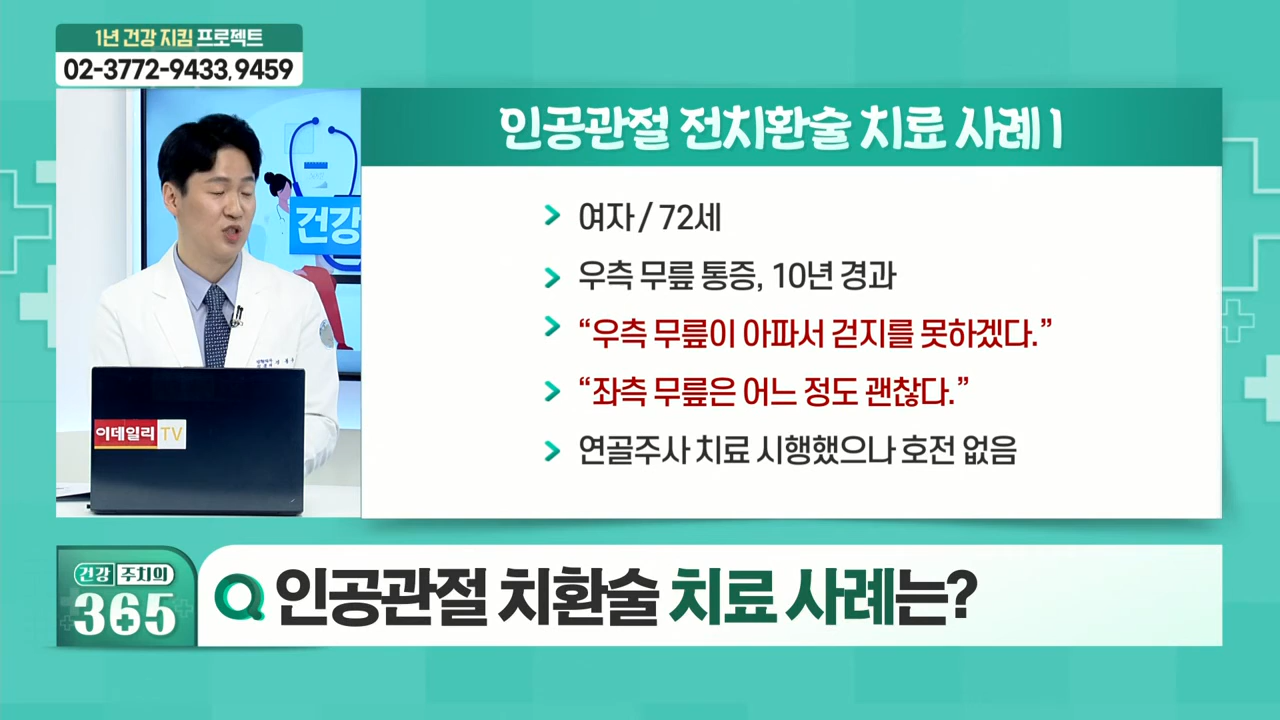 1년 건강 지킴 프로젝트
02-3772-9433, 9459
인공관절 전치환술 치료 사례 1
건강
여자 / 72세
우측 무릎 통증, 10년 경과
“우측 무릎이 아파서 걷지를 못하겠다.”
“좌측 무릎은 어느 정도 괜찮다.”
연골주사 치료 시행했으나 호전 없음
이데일리 TV
건강 주치의
365
Q 인공관절 치환술 치료 사례는?